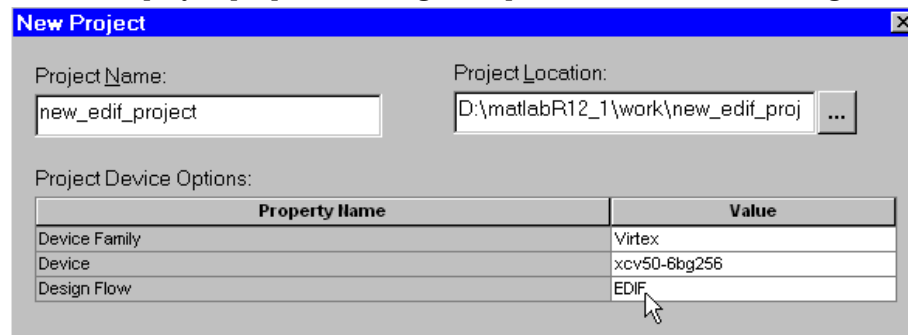 New Project
Project Name:
Project Location:
new_edif_project
D:\matlabR12_1\work\new_edif_proj
...
Project Device Options:
Property Name Value
Device Family Virtex
Device xcv50-6bg256
Design Flow EDIF